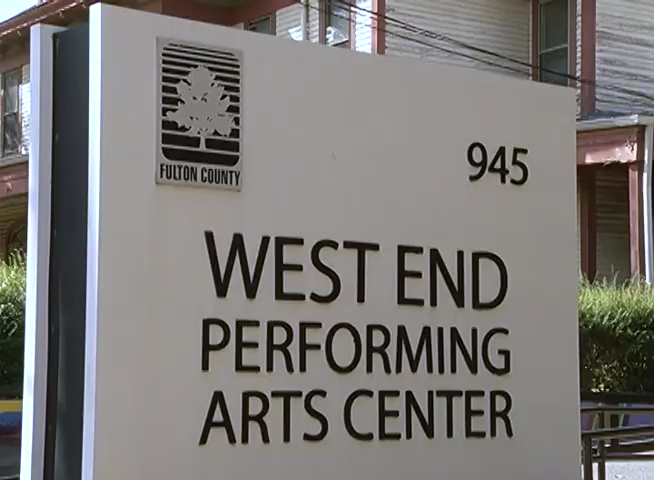 FULTON COUNTY
945
WEST END
PERFORMING
ARTS CENTER